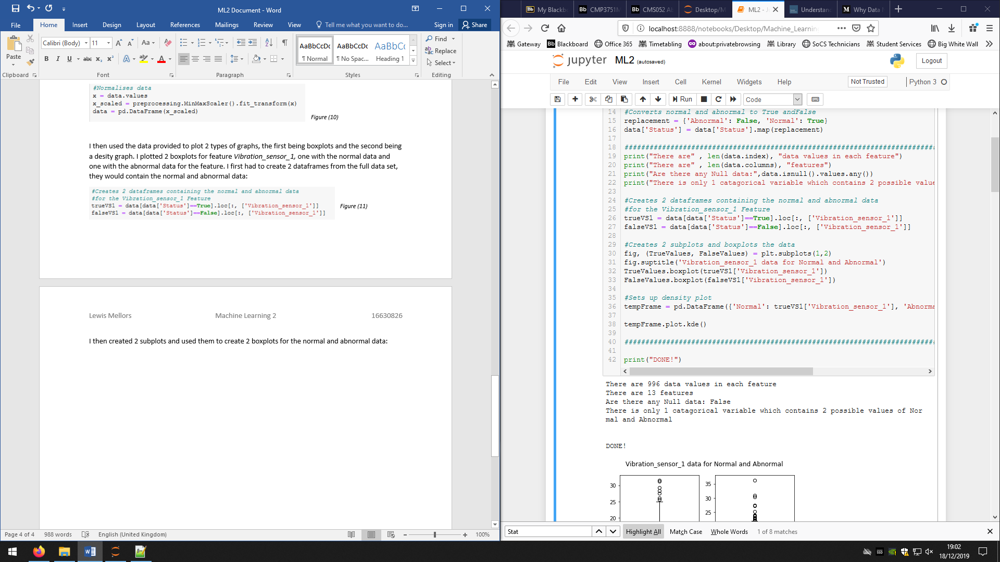 ML2 Document - Word
File Home Insert Design Layout References Mailings Review View Tell me what you want to do... Sign in Share
Paste
Calibri (Body) 11
AaBbCcDc AaBbCcDc AaBbCc
¶ Normal ¶ No Spac... Heading 1
Find
Replace
Select
Clipboard Font Paragraph Styles Editing
#Normalises data
x = data.values
x_scaled = preprocessing.MinMaxScaler().fit_transform(x)
data = pd.DataFrame(x_scaled)
Figure (10)
I then used the data provided to plot 2 types of graphs, the first being boxplots and the second being
a desity graph. I plotted 2 boxplots for feature Vibration_sensor_1, one with the normal data and
one with the abnormal data for the feature. I first had to create 2 dataframes from the full data set,
they would contain the normal and abnormal data:
#Creates 2 dataframes containing the normal and abnormal data
#for the Vibration_sensor_1 Feature
trueVS1 = data[data['Status']==True].loc[:, ['Vibration_sensor_1']]
falseVS1 = data[data['Status']==False].loc[:, ['Vibration_sensor_1']]
Figure (11)
Lewis Mellors Machine Learning 2 16630826
I then created 2 subplots and used them to create 2 boxplots for the normal and abnormal data:
Page 4 of 4 988 words English (United Kingdom) 100%
My Blackb CMP3751M CMS052 A Desktop/M ML2 - J Understan Why Data
localhost:8888/notebooks/Desktop/Machine_Learnin
Gateway Blackboard Office 365 Timetabling about:privatebrowsing Library SoCS Technicians Student Services Big White Wall
jupyter ML2 (autosaved) Logout
File Edit View Insert Cell Kernel Widgets Help Not Trusted Python 3
Run Code
14 #Converts normal and abnormal to True andFalse
15 replacement = {'Abnormal': False, 'Normal': True}
16 data['Status'] = data['Status'].map(replacement)
17
18 ###########################################################################
19 print("There are" , len(data.index), "data values in each feature")
20 print("There are" , len(data.columns), "features")
21 print("Are there any Null data:",data.isnull().values.any())
22 print("There is only 1 catagorical variable which contains 2 possible value
23
24 #Creates 2 dataframes containing the normal and abnormal data
25 #for the Vibration_sensor_1 Feature
26 trueVS1 = data[data['Status']==True].loc[:, ['Vibration_sensor_1']]
27 falseVS1 = data[data['Status']==False].loc[:, ['Vibration_sensor_1']]
28
29 #Creates 2 subplots and boxplots the data
30 fig, (TrueValues, FalseValues) = plt.subplots(1,2)
31 fig.suptitle('Vibration_sensor_1 data for Normal and Abnormal')
32 TrueValues.boxplot(trueVS1['Vibration_sensor_1'])
33 FalseValues.boxplot(falseVS1['Vibration_sensor_1'])
34
35 #Sets up density plot
36 tempFrame = pd.DataFrame({'Normal': trueVS1['Vibration_sensor_1'], 'Abnorma
37
38 tempFrame.plot.kde()
39
40 ###########################################################################
41
42 print("DONE!")
There are 996 data values in each feature
There are 13 features
Are there any Null data: False
There is only 1 catagorical variable which contains 2 possible values of Nor
mal and Abnormal
DONE!
Vibration_sensor_1 data for Normal and Abnormal
30 25 20
35 30 25
Stat Highlight All Match Case Whole Words 1 of 8 matches
19:02
18/12/2019